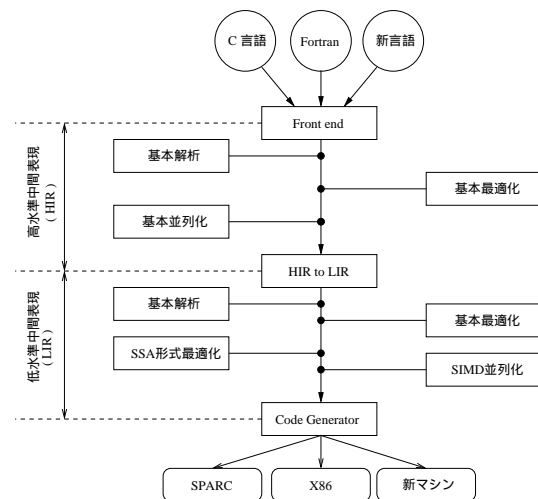 C 言語
Fortran
新言語
Front end
基本解析
基本最適化
基本並列化
高水準中間表現
( HIR )
HIR to LIR
基本解析
基本最適化
SSA形式最適化
SIMD並列化
低水準中間表現
(LIR)
Code Generator
SPARC
X86
新マシン